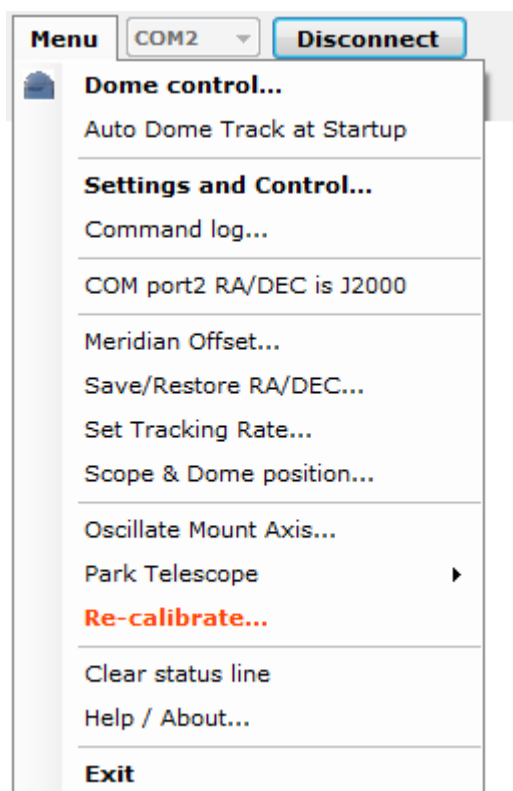 Menu COM2 Disconnect
Dome control...
Auto Dome Track at Startup
Settings and Control...
Command log...
COM port2 RA/DEC is J2000
Meridian Offset...
Save/Restore RA/DEC...
Set Tracking Rate...
Scope & Dome position...
Oscillate Mount Axis...
Park Telescope
Re-calibrate...
Clear status line
Help / About...
Exit